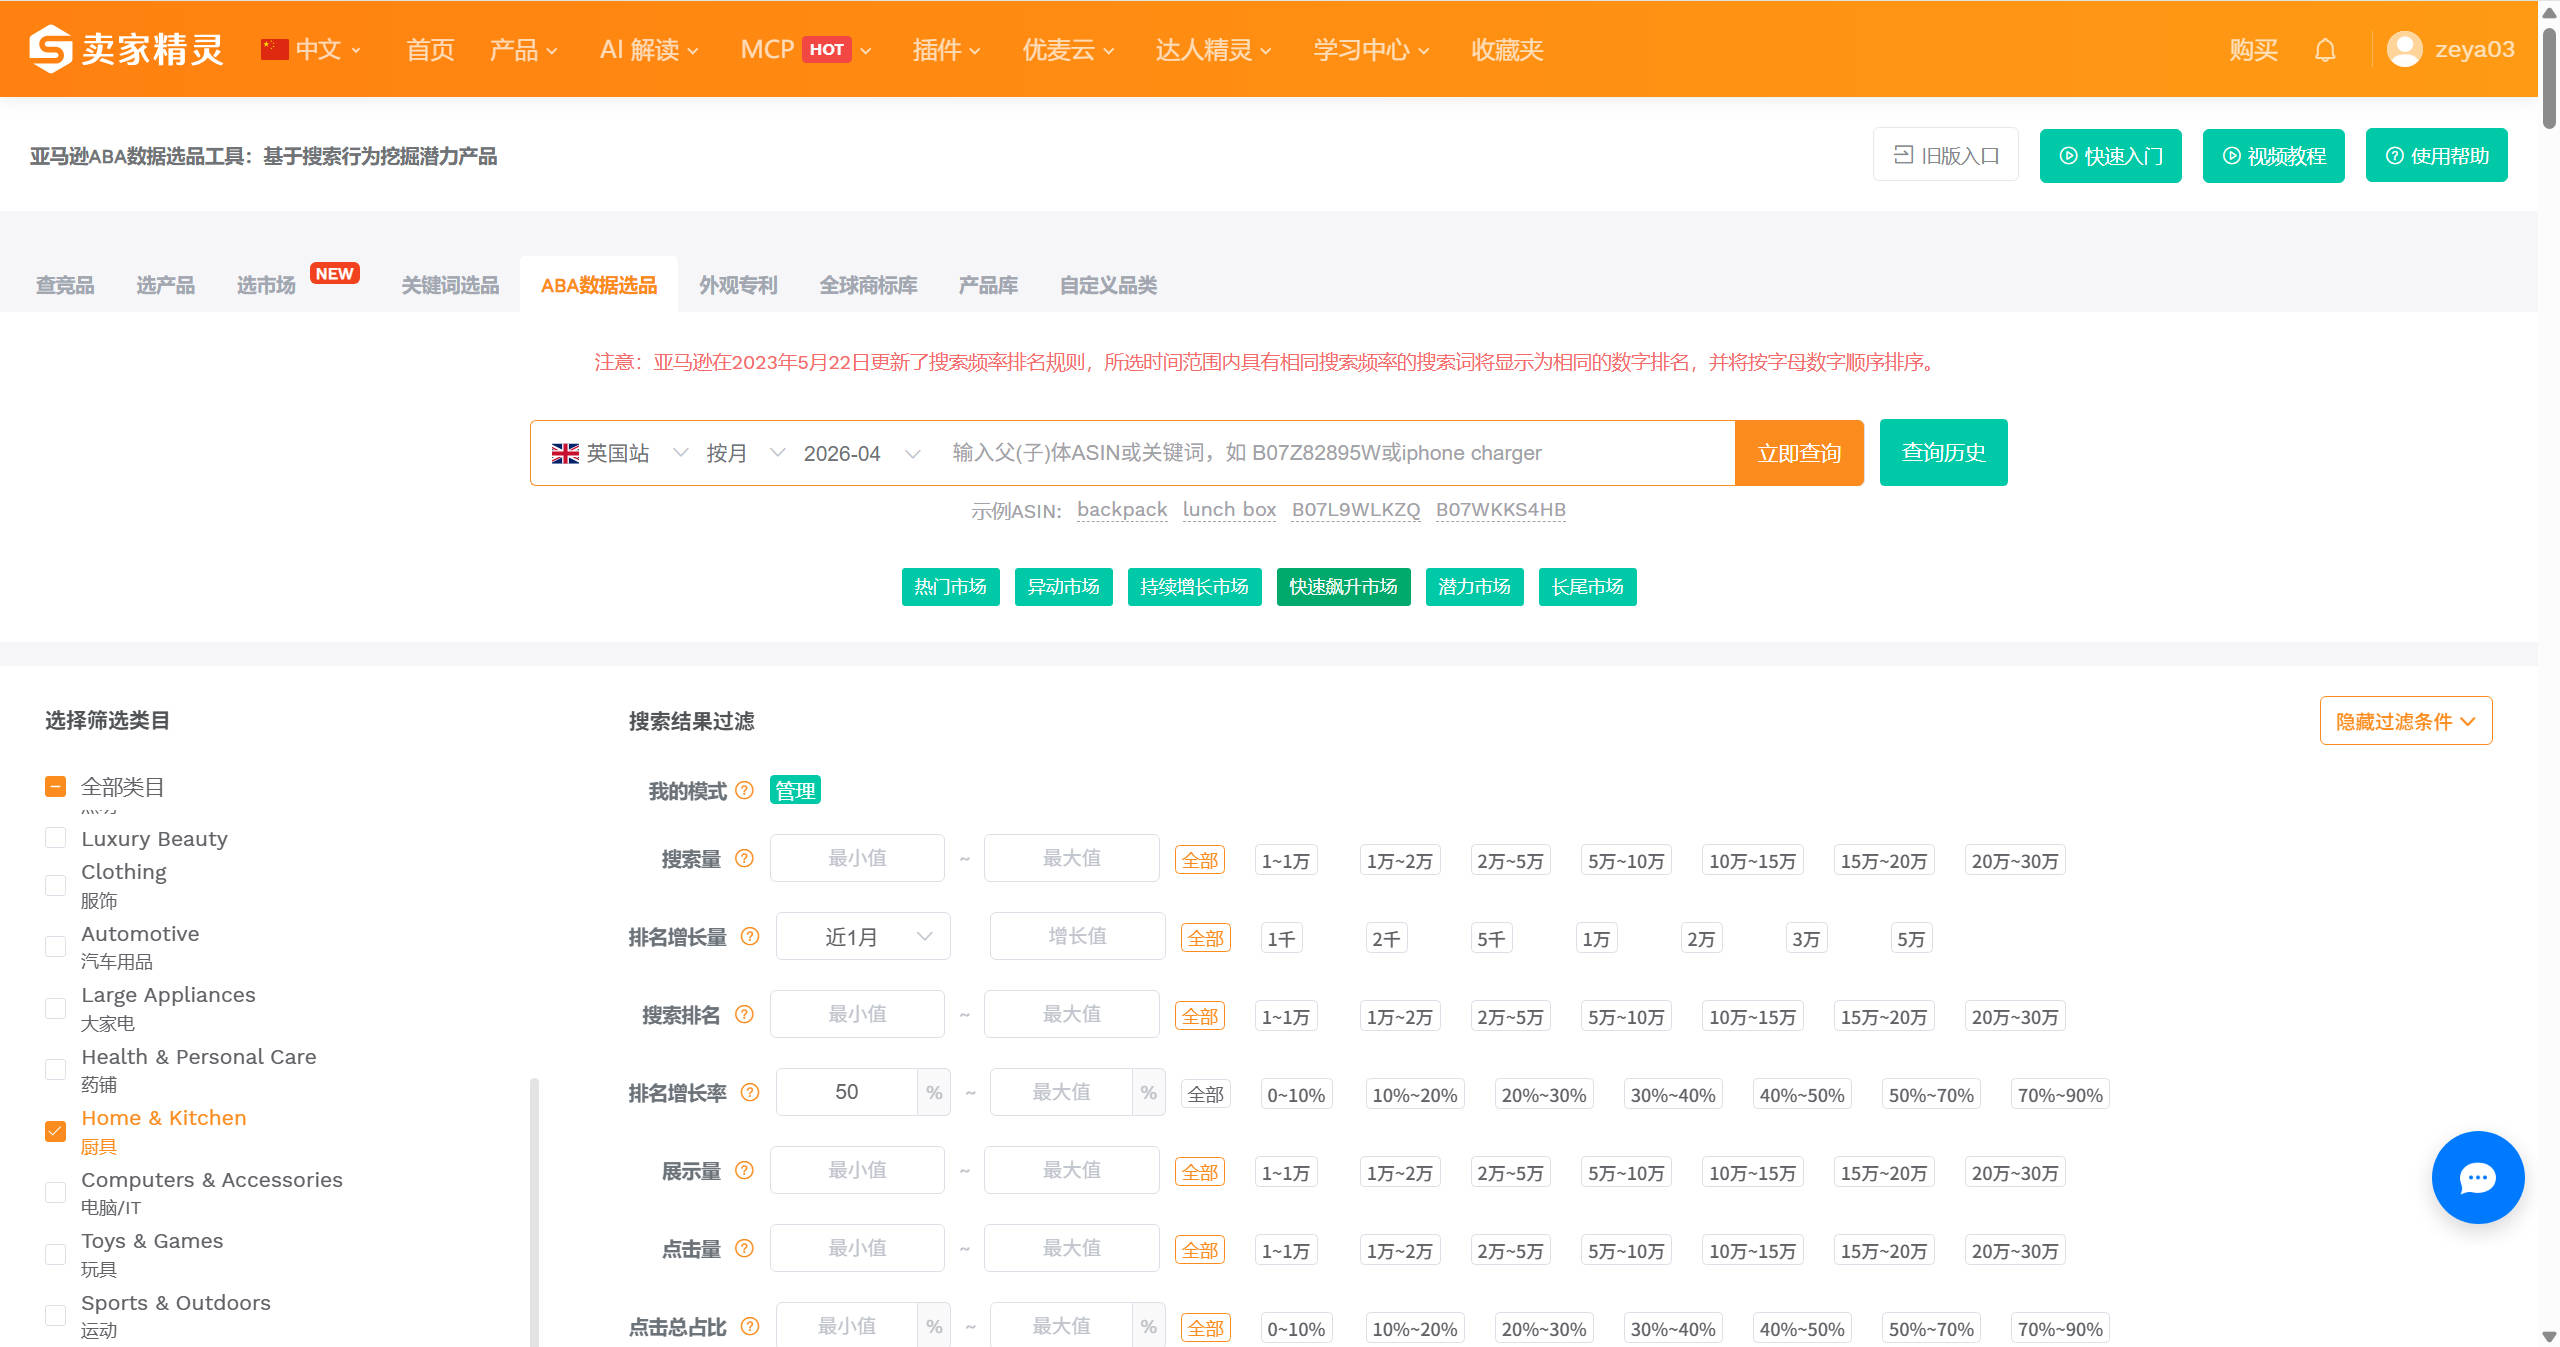 卖家精灵 中文 首页 产品 AI 解读 MCP HOT 插件 优麦云 达人精灵 学习中心 收藏夹 购买 zeya03
亚马逊ABA数据选品工具：基于搜索行为挖掘潜力产品 旧版入口 快速入门 视频教程 使用帮助
查竞品 选产品 选市场 NEW 关键词选品 ABA数据选品 外观专利 全球商标库 产品库 自定义品类
注意：亚马逊在2023年5月22日更新了搜索频率排名规则，所选时间范围内具有相同搜索频率的搜索词将显示为相同的数字排名，并将按字母数字顺序排序。
英国站 按月 2026-04 输入父(子)体ASIN或关键词，如 B07Z82895W或iphone charger 立即查询 查询历史
示例ASIN: backpack lunch box B07L9WLKZQ B07WKKS4HB
热门市场 异动市场 持续增长市场 快速飙升市场 潜力市场 长尾市场
选择筛选类目
全部类目
Luxury Beauty
Clothing
服饰
Automotive
汽车用品
Large Appliances
大家电
Health & Personal Care
药铺
Home & Kitchen
厨具
Computers & Accessories
电脑/IT
Toys & Games
玩具
Sports & Outdoors
运动
搜索结果过滤 隐藏过滤条件
我的模式 管理
搜索量 最小值 ~ 最大值 全部 1~1万 1万~2万 2万~5万 5万~10万 10万~15万 15万~20万 20万~30万
排名增长量 近1月 增长值 全部 1千 2千 5千 1万 2万 3万 5万
搜索排名 最小值 ~ 最大值 全部 1~1万 1万~2万 2万~5万 5万~10万 10万~15万 15万~20万 20万~30万
排名增长率 50 % ~ 最大值 % 全部 0~10% 10%~20% 20%~30% 30%~40% 40%~50% 50%~70% 70%~90%
展示量 最小值 ~ 最大值 全部 1~1万 1万~2万 2万~5万 5万~10万 10万~15万 15万~20万 20万~30万
点击量 最小值 ~ 最大值 全部 1~1万 1万~2万 2万~5万 5万~10万 10万~15万 15万~20万 20万~30万
点击总占比 最小值 % ~ 最大值 % 全部 0~10% 10%~20% 20%~30% 30%~40% 40%~50% 50%~70% 70%~90%